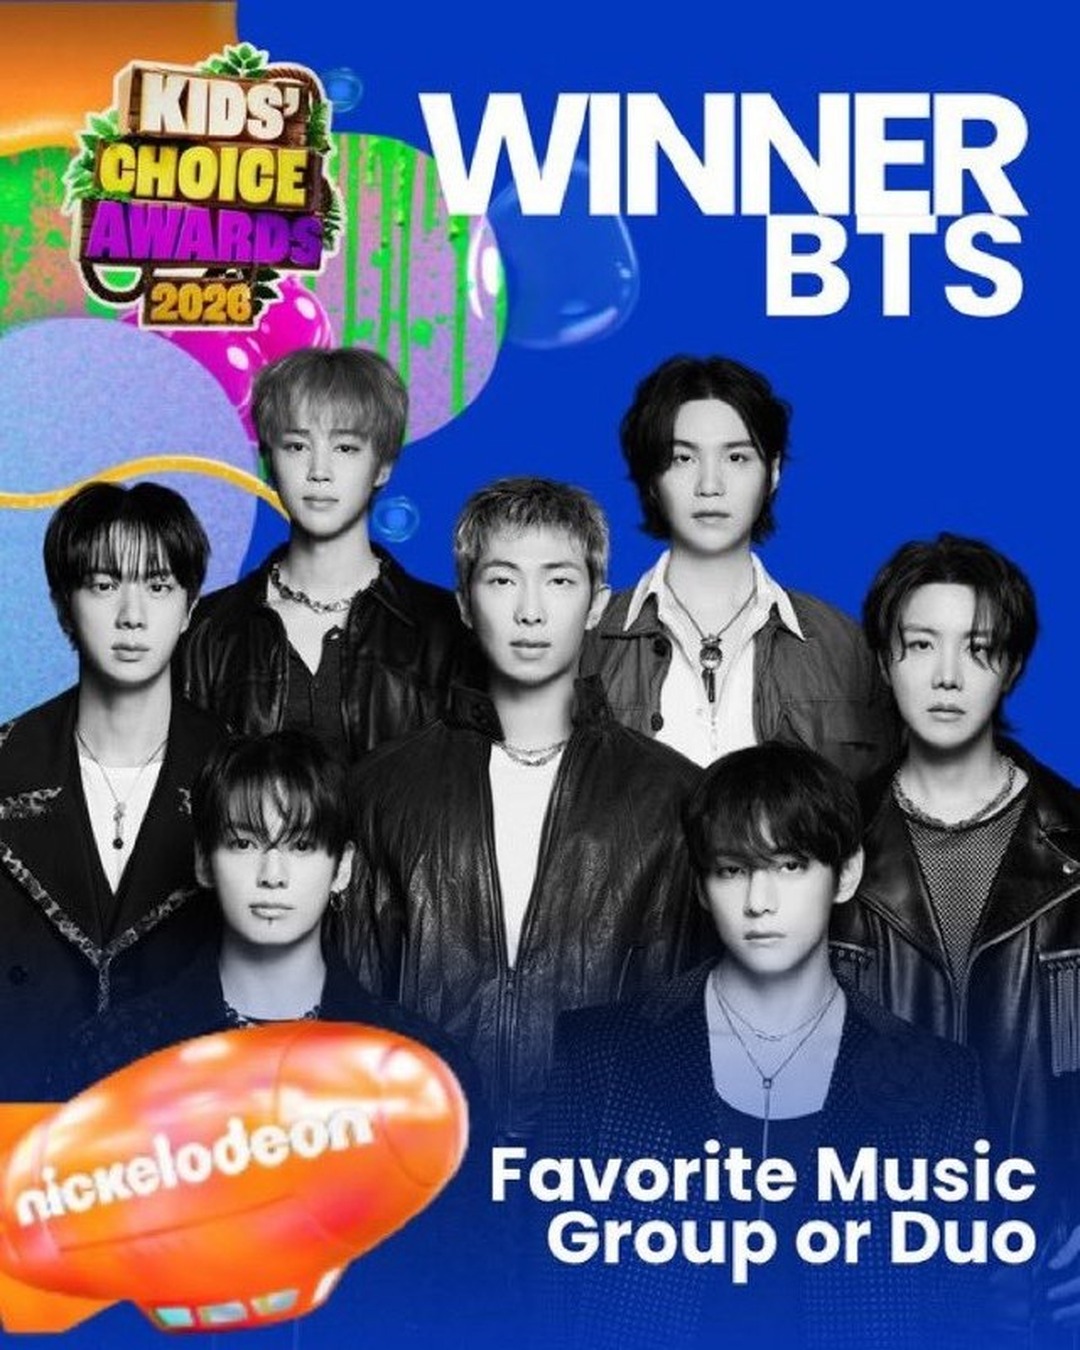 KIDS'
CHOICE
AWARDS
2026
WINNER
BTS
nickelodeon
Favorite Music
Group or Duo